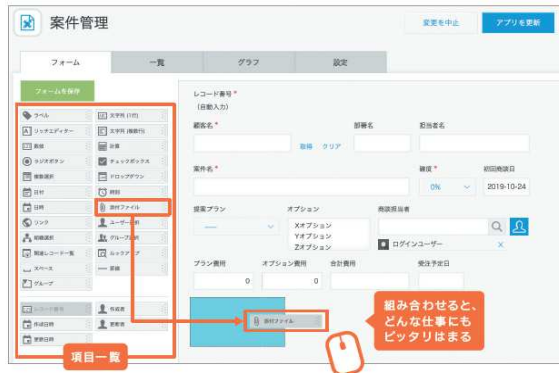 案件管理
変更を中止
アプリを更新
フォーム
一覧
グラフ
設定
フォームを保存
ラベル
文字列 (1行)
リッチエディター
文字列 (複数行)
数値
計算
ラジオボタン
チェックボックス
複数選択
ドロップダウン
日付
時刻
日時
添付ファイル
リンク
ユーザー選択
組織選択
グループ選択
関連レコード一覧
ルックアップ
スペース
罫線
グループ
レコード番号
作成者
作成日時
更新者
更新日時
項目一覧
レコード番号*
(自動入力)
顧客名*
部署名
担当者名
取得 クリア
案件名*
確度*
初回商談日
0%
2019-10-24
提案プラン
オプション
商談担当者
Xオプション
Yオプション
Zオプション
ログインユーザー
プラン費用
オプション費用
合計費用
受注予定日
0
0
添付ファイル
組み合わせると、
どんな仕事にも
ピッタリはまる